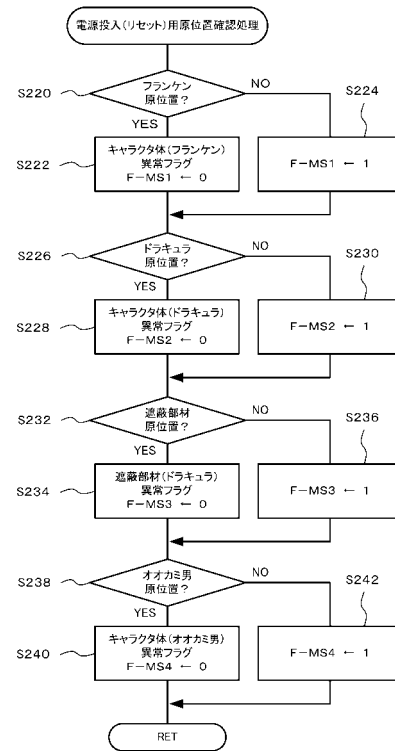 電源投入(リセット)用原位置確認処理
S220
フランケン
原位置?
NO
S224
YES
S222
キャラクタ体(フランケン)
異常フラグ
F-MS1 ← 0
F-MS1 ← 1
S226
ドラキュラ
原位置?
NO
S230
YES
S228
キャラクタ体(ドラキュラ)
異常フラグ
F-MS2 ← 0
F-MS2 ← 1
S232
遮蔽部材
原位置?
NO
S236
YES
S234
遮蔽部材(ドラキュラ)
異常フラグ
F-MS3 ← 0
F-MS3 ← 1
S238
オオカミ男
原位置?
NO
S242
YES
S240
キャラクタ体(オオカミ男)
異常フラグ
F-MS4 ← 0
F-MS4 ← 1
RET